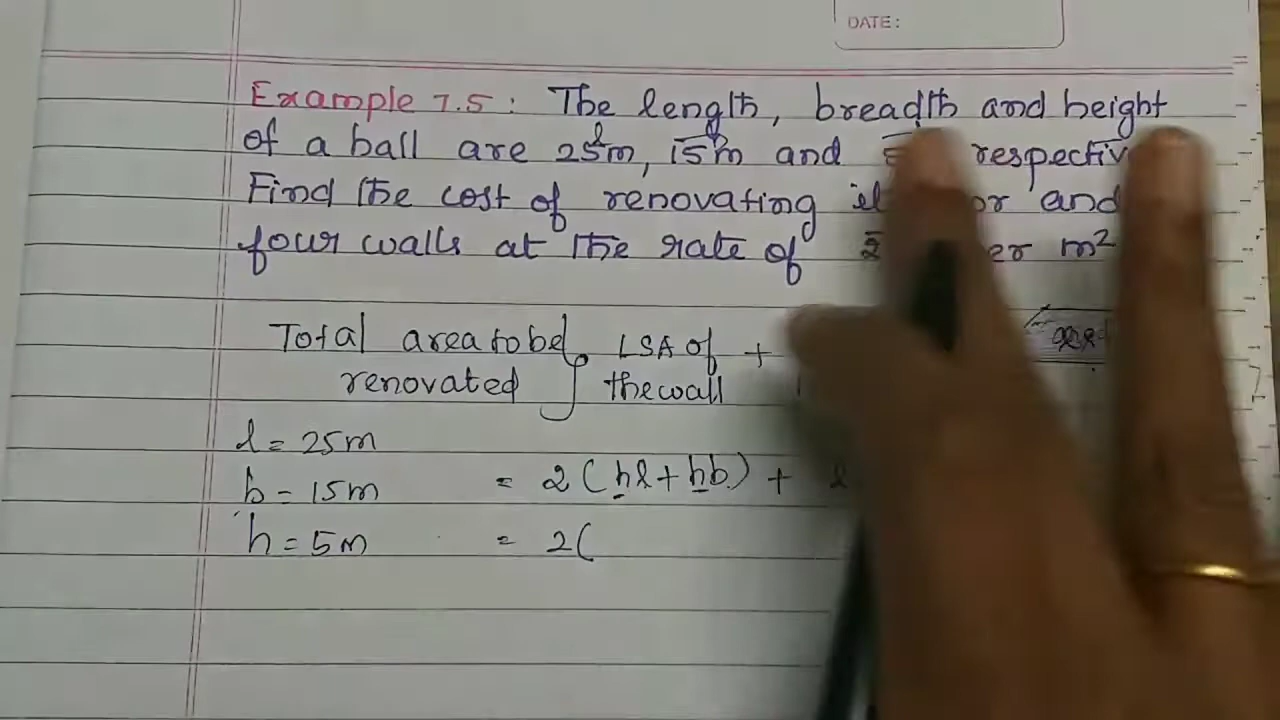 DATE:
Example 7.5: The length, breadth and height
of a ball are 25m, 15m and respectiv
Find the cost of renovating and
four walls at the rate of m²
Total area to be LSA of +
renovated } the wall
l = 25m
b = 15m = 2 (hl + hb) + l
h = 5m = 2(